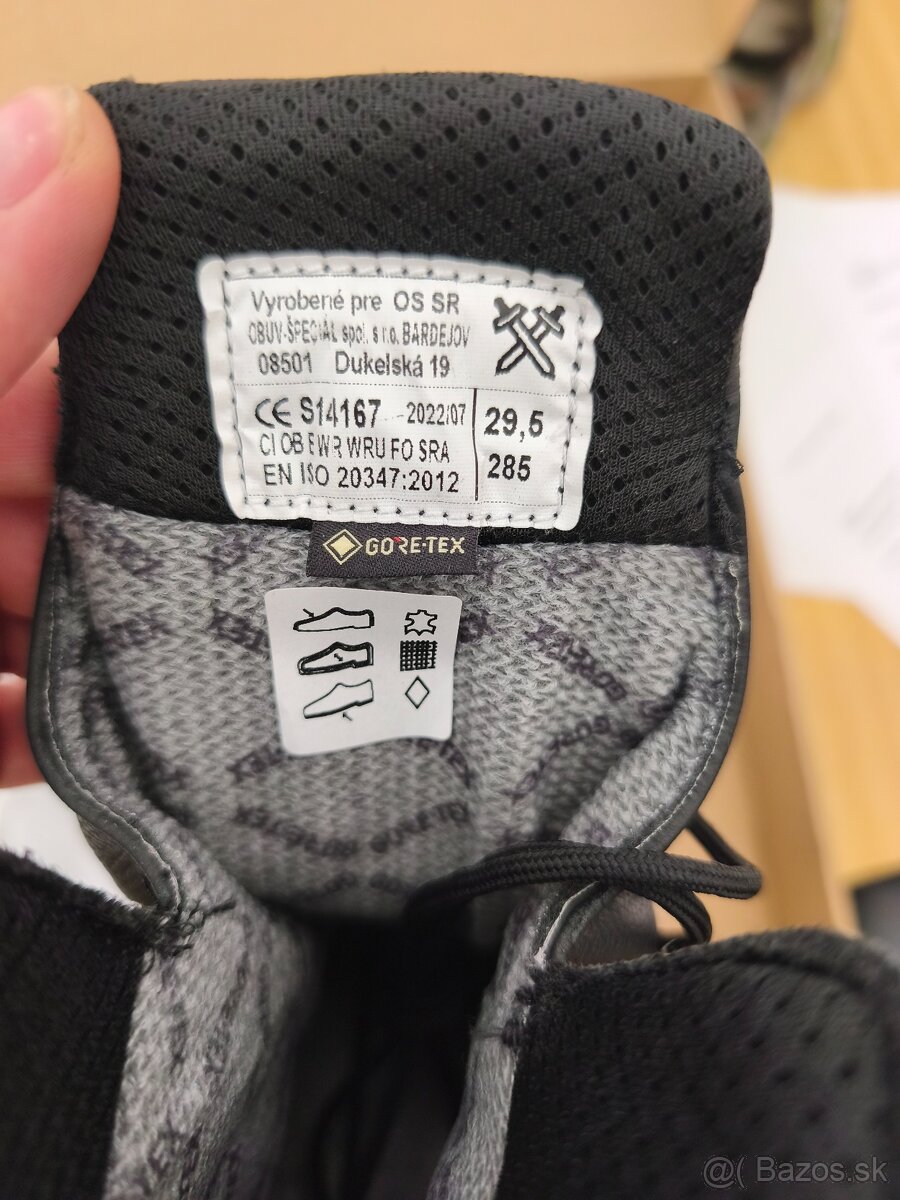 Vyrobené pre OS SR
OBUV-ŠPECIÁL spol. s r.o. BARDEJOV
08501 Dukelská 19
CE S14167 2022/07
29,5
CI OB EWR WRU FO SRA
285
EN ISO 20347:2012
GORE-TEX
@( Bazos.sk